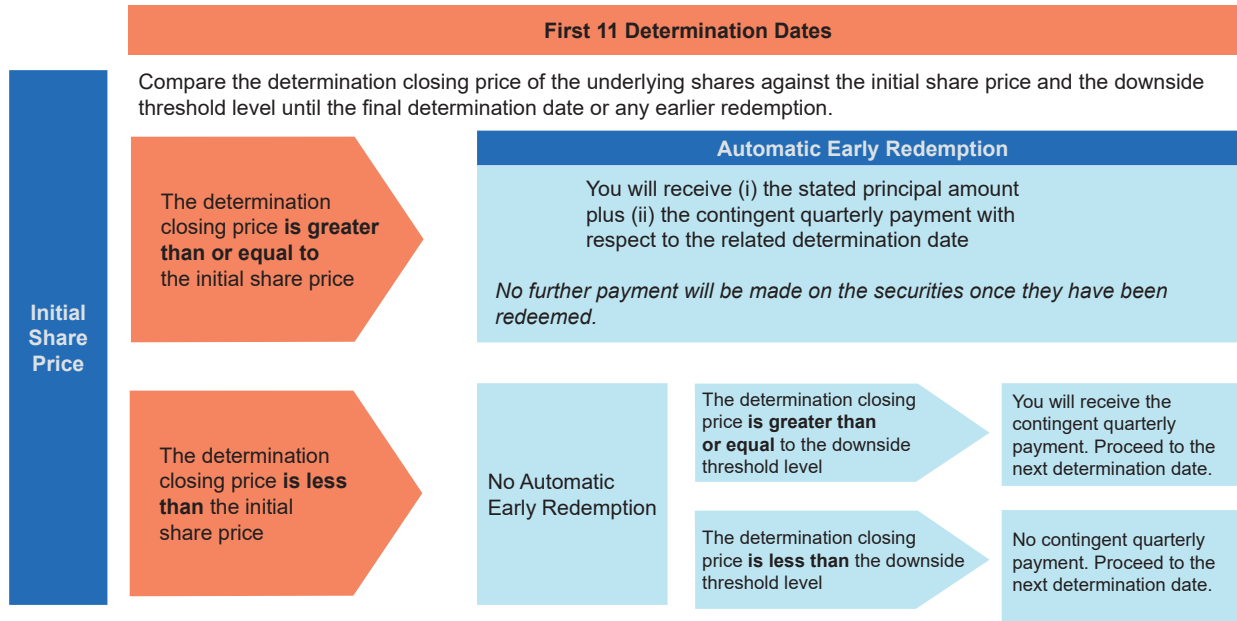 First 11 Determination Dates
Compare the determination closing price of the underlying shares against the initial share price and the downside
threshold level until the final determination date or any earlier redemption.
Initial
Share
Price
The determination
closing price is greater
than or equal to
the initial share price
Automatic Early Redemption
You will receive (i) the stated principal amount
plus (ii) the contingent quarterly payment with
respect to the related determination date
No further payment will be made on the securities once they have been
redeemed.
The determination
closing price is less
than the initial
share price
No Automatic
Early Redemption
The determination closing
price is greater than
or equal to the downside
threshold level
You will receive the
contingent quarterly
payment. Proceed to the
next determination date.
The determination closing
price is less than the downside
threshold level
No contingent quarterly
payment. Proceed to the
next determination date.